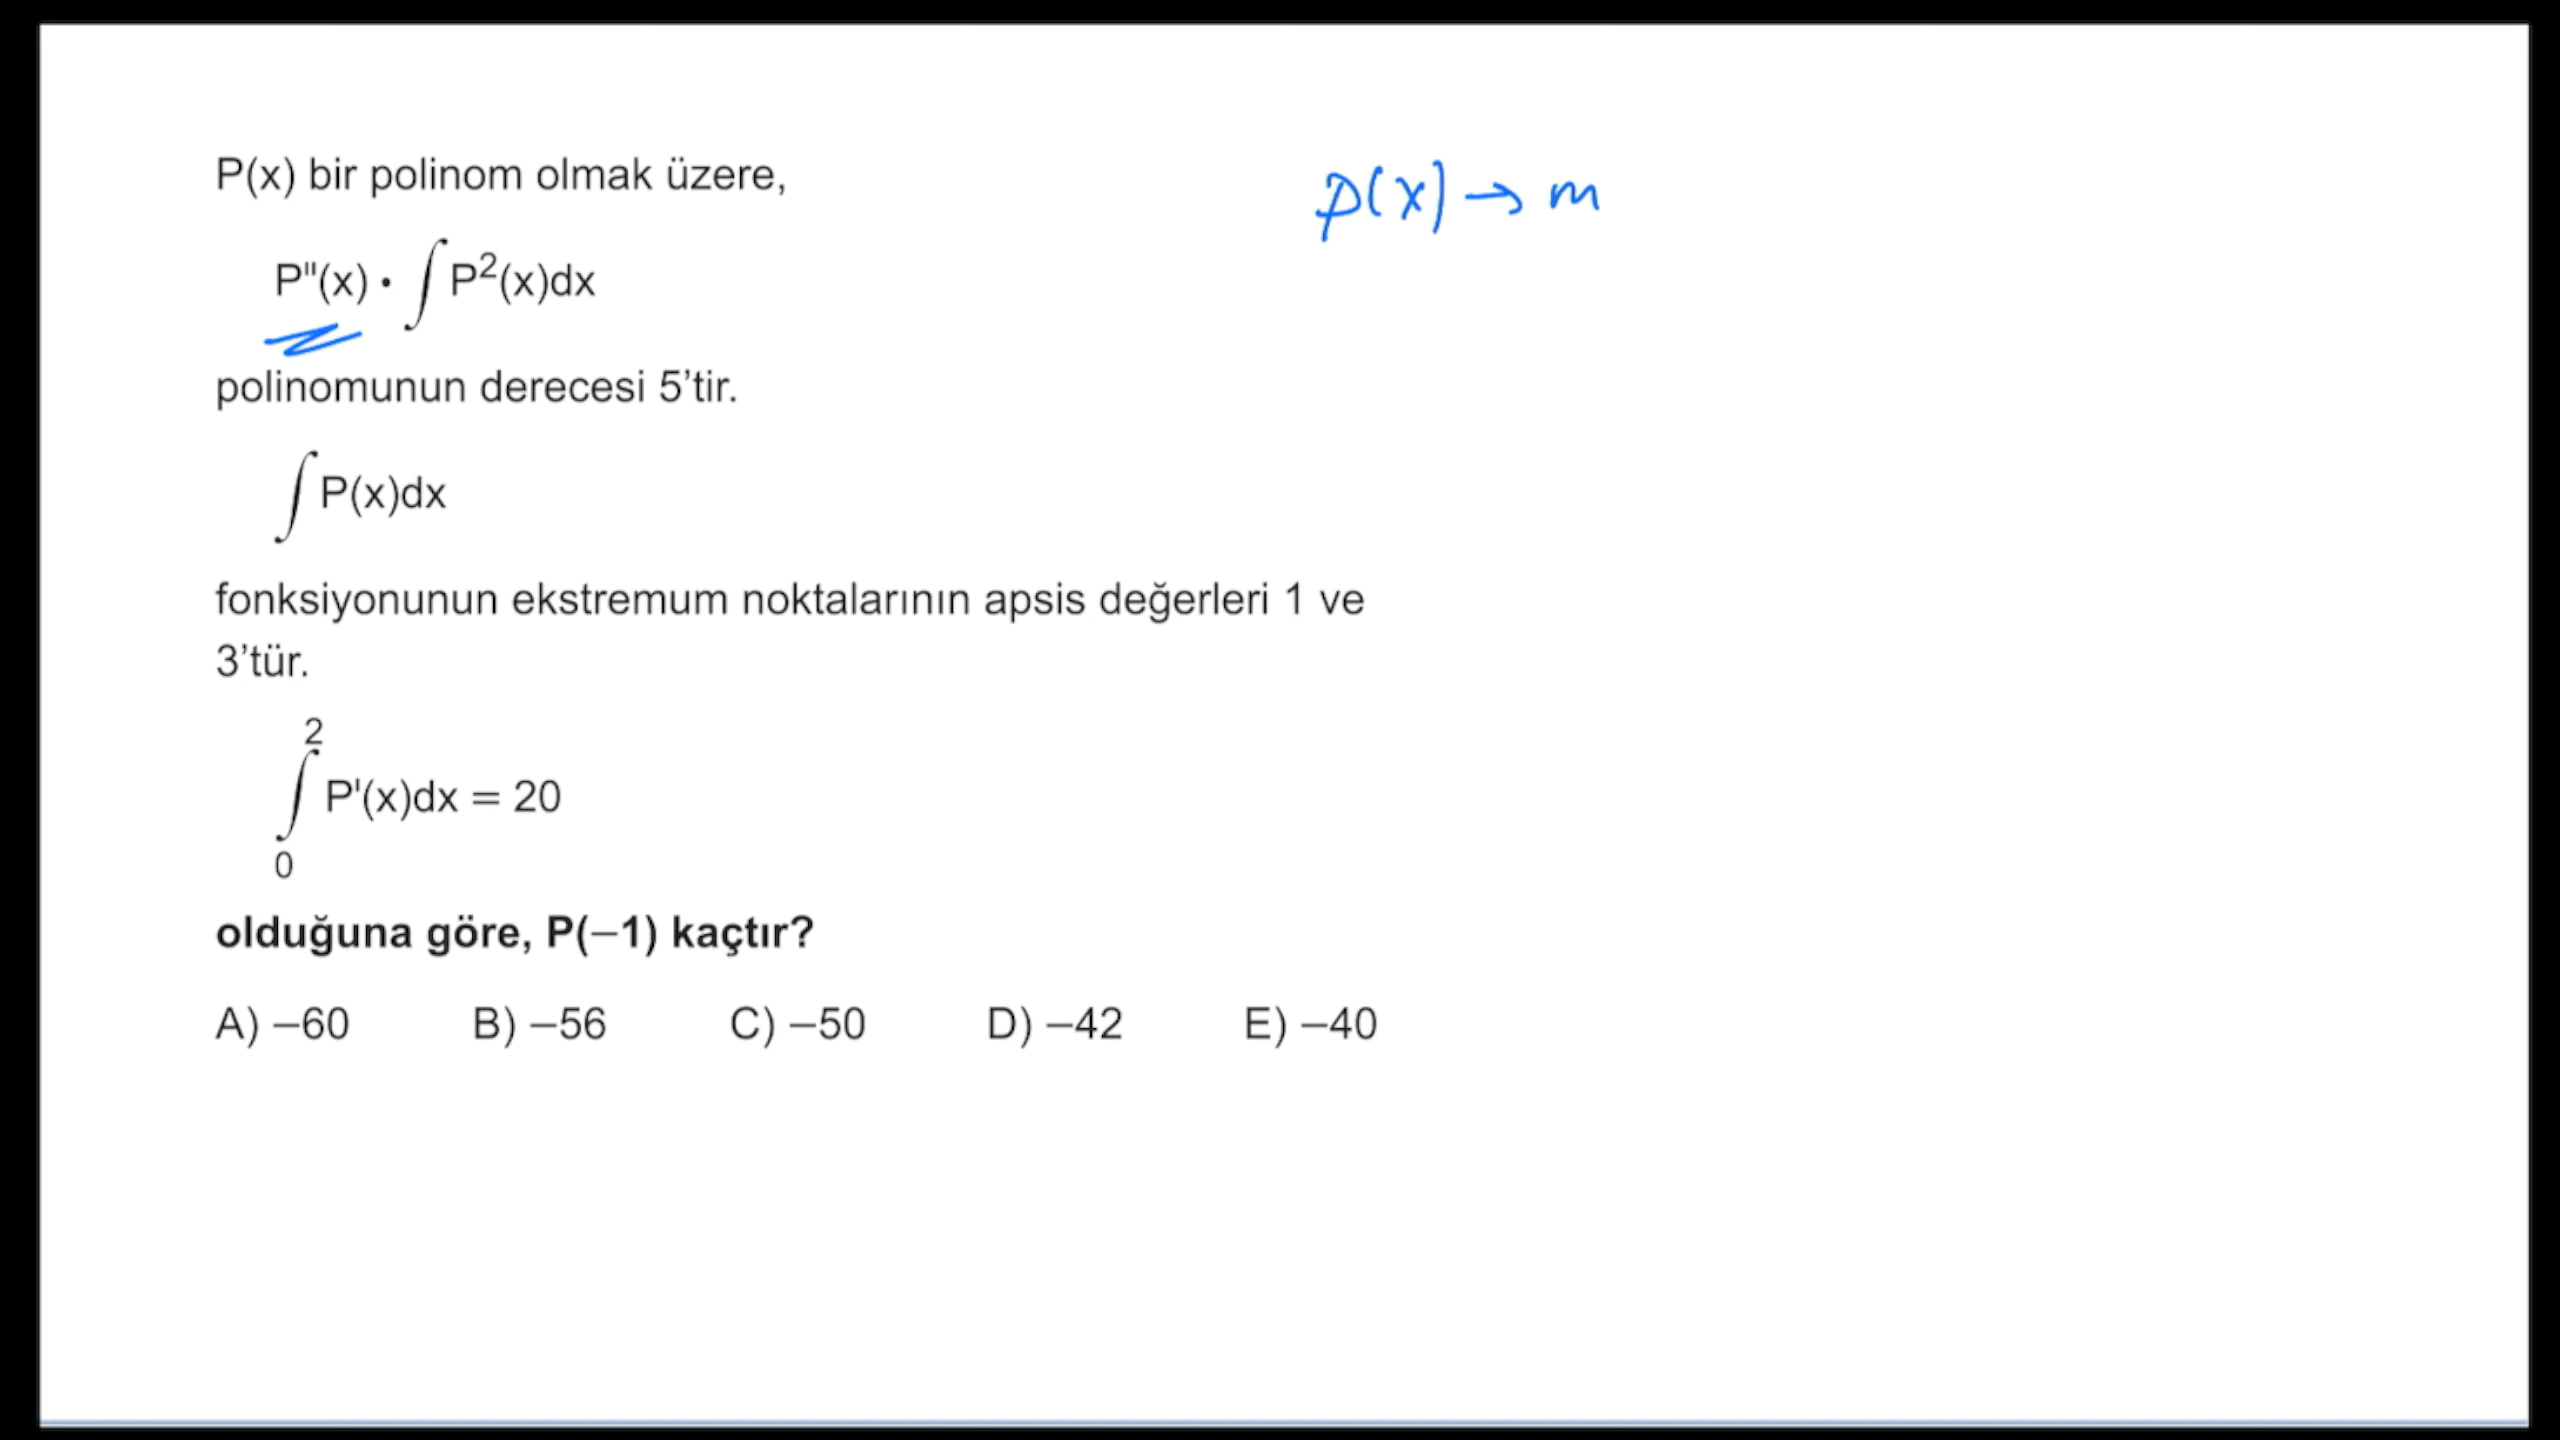 P(x) bir polinom olmak üzere,
P(x) → m
P"(x) • ∫ P²(x)dx
polinomunun derecesi 5’tir.
∫ P(x)dx
fonksiyonunun ekstremum noktalarının apsis değerleri 1 ve
3’tür.
2
∫ P'(x)dx = 20
0
olduğuna göre, P(–1) kaçtır?
A) –60 B) –56 C) –50 D) –42 E) –40